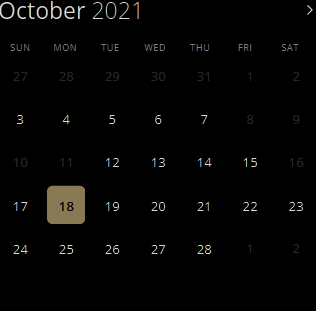 October 2021
SUN MON TUE WED THU FRI SAT
27 28 29 30 31 1 2
3 4 5 6 7 8 9
10 11 12 13 14 15 16
17 18 19 20 21 22 23
24 25 26 27 28 1 2